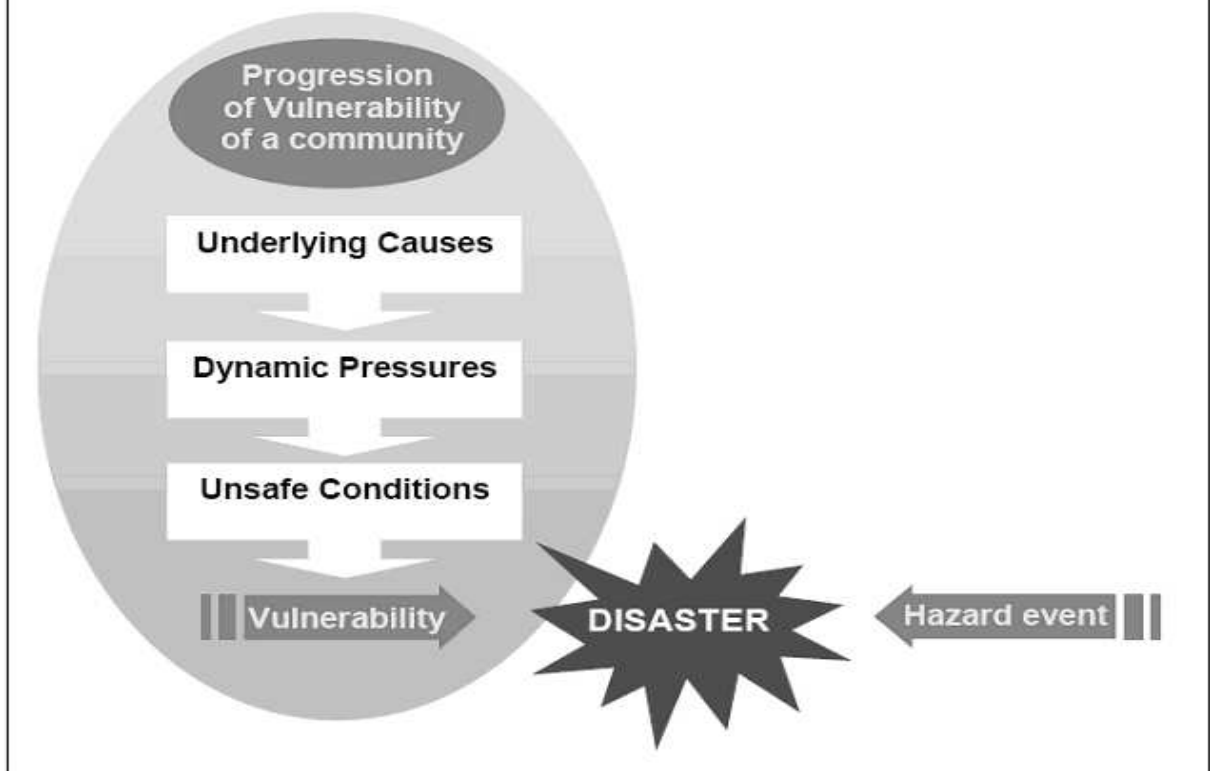 Progression
of Vulnerability
of a community
Underlying Causes
Dynamic Pressures
Unsafe Conditions
Vulnerability
DISASTER
Hazard event